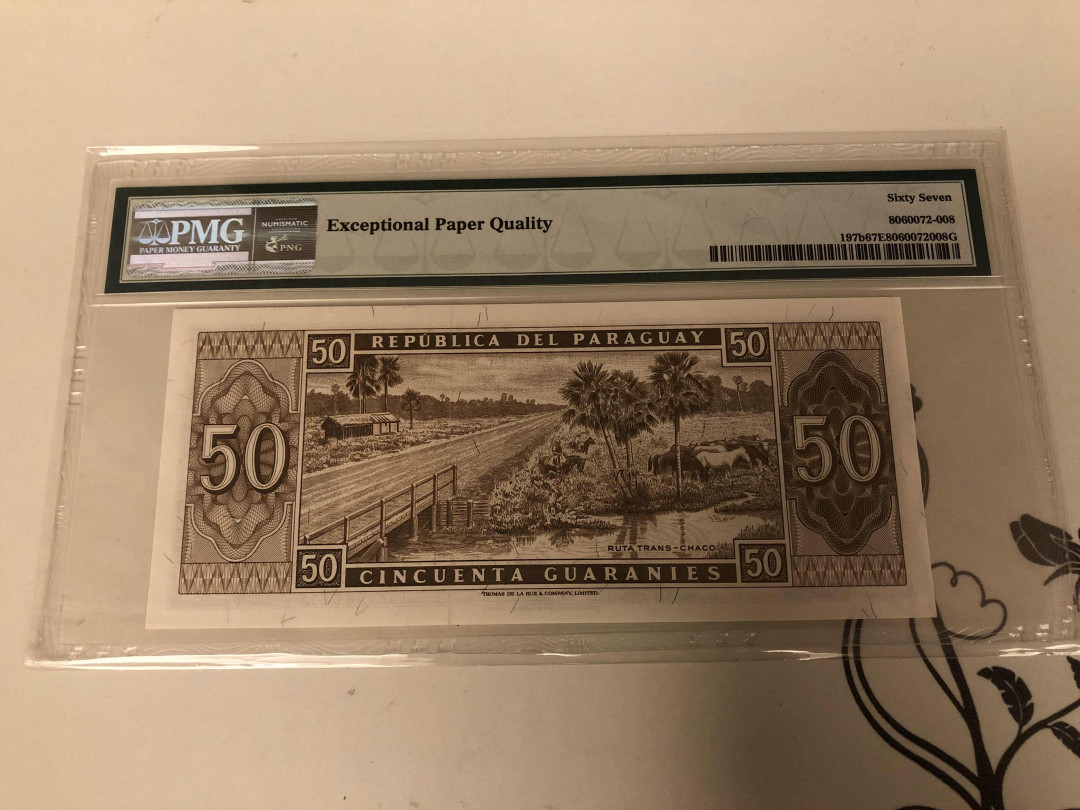 PMG
PAPER MONEY GUARANTY
NUMISMATIC
PNG
Exceptional Paper Quality
Sixty Seven
8060072-008
197b67E8060072008G
50 REPÚBLICA DEL PARAGUAY 50
50
50
RUTA TRANS-CHACO
50 CINCUENTA GUARANIES 50
THOMAS DE LA RUE & COMPANY, LIMITED.